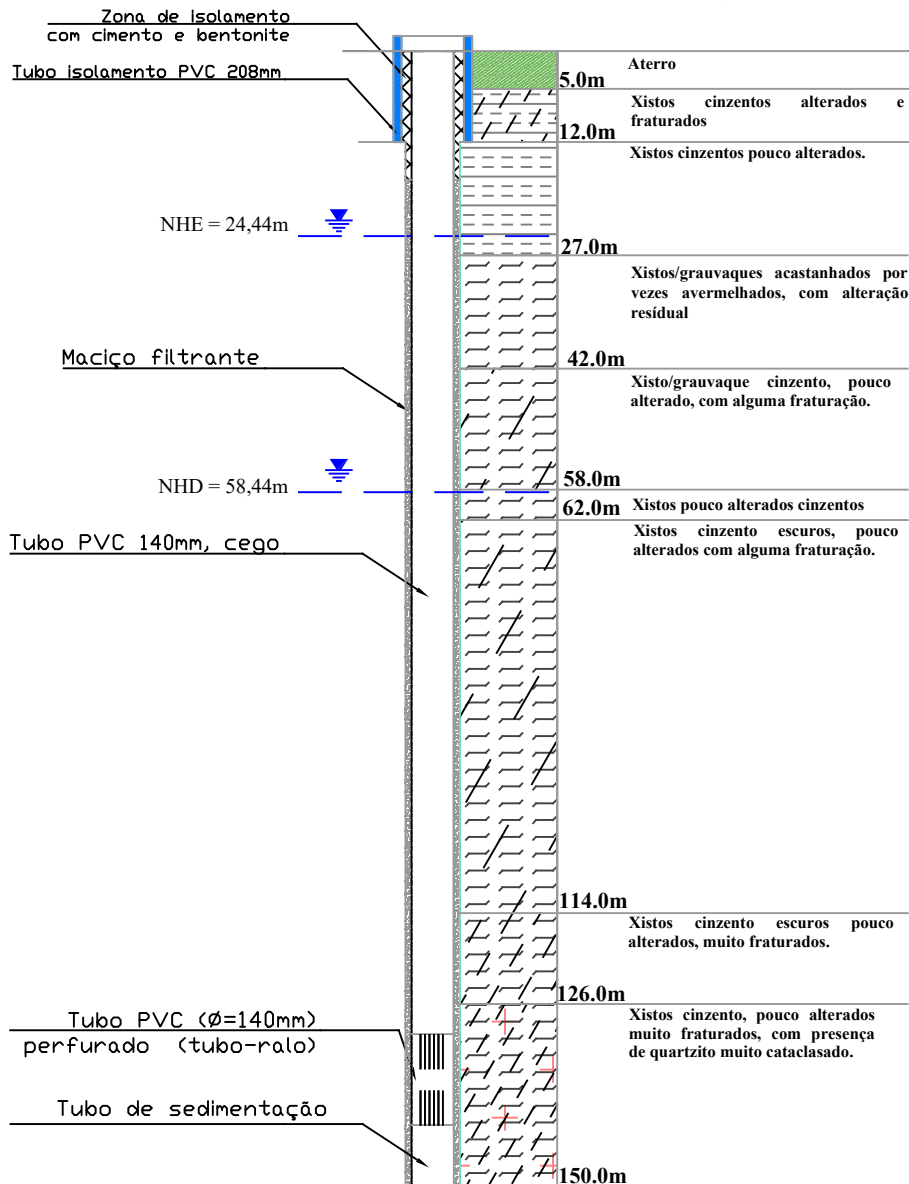 Zona de isolamento
com cimento e bentonite
Tubo isolamento PVC 208mm
Aterro
5.0m
Xistos cinzentos alterados e
fraturados
12.0m
Xistos cinzentos pouco alterados.
NHE = 24,44m
27.0m
Xistos/grauvaques acastanhados por
vezes avermelhados, com alteração
resídual
42.0m
Maciço filtrante
Xisto/grauvaque cinzento, pouco
alterado, com alguma fraturação.
58.0m
NHD = 58,44m
62.0m
Xistos pouco alterados cinzentos
Tubo PVC 140mm, cego
Xistos cinzento escuros, pouco
alterados com alguma fraturação.
114.0m
Xistos cinzento escuros pouco
alterados, muito fraturados.
126.0m
Xistos cinzento, pouco alterados
muito fraturados, com presença
de quartzito muito cataclasado.
Tubo PVC (Ø=140mm)
perfurado (tubo-ralo)
Tubo de sedimentação
150.0m